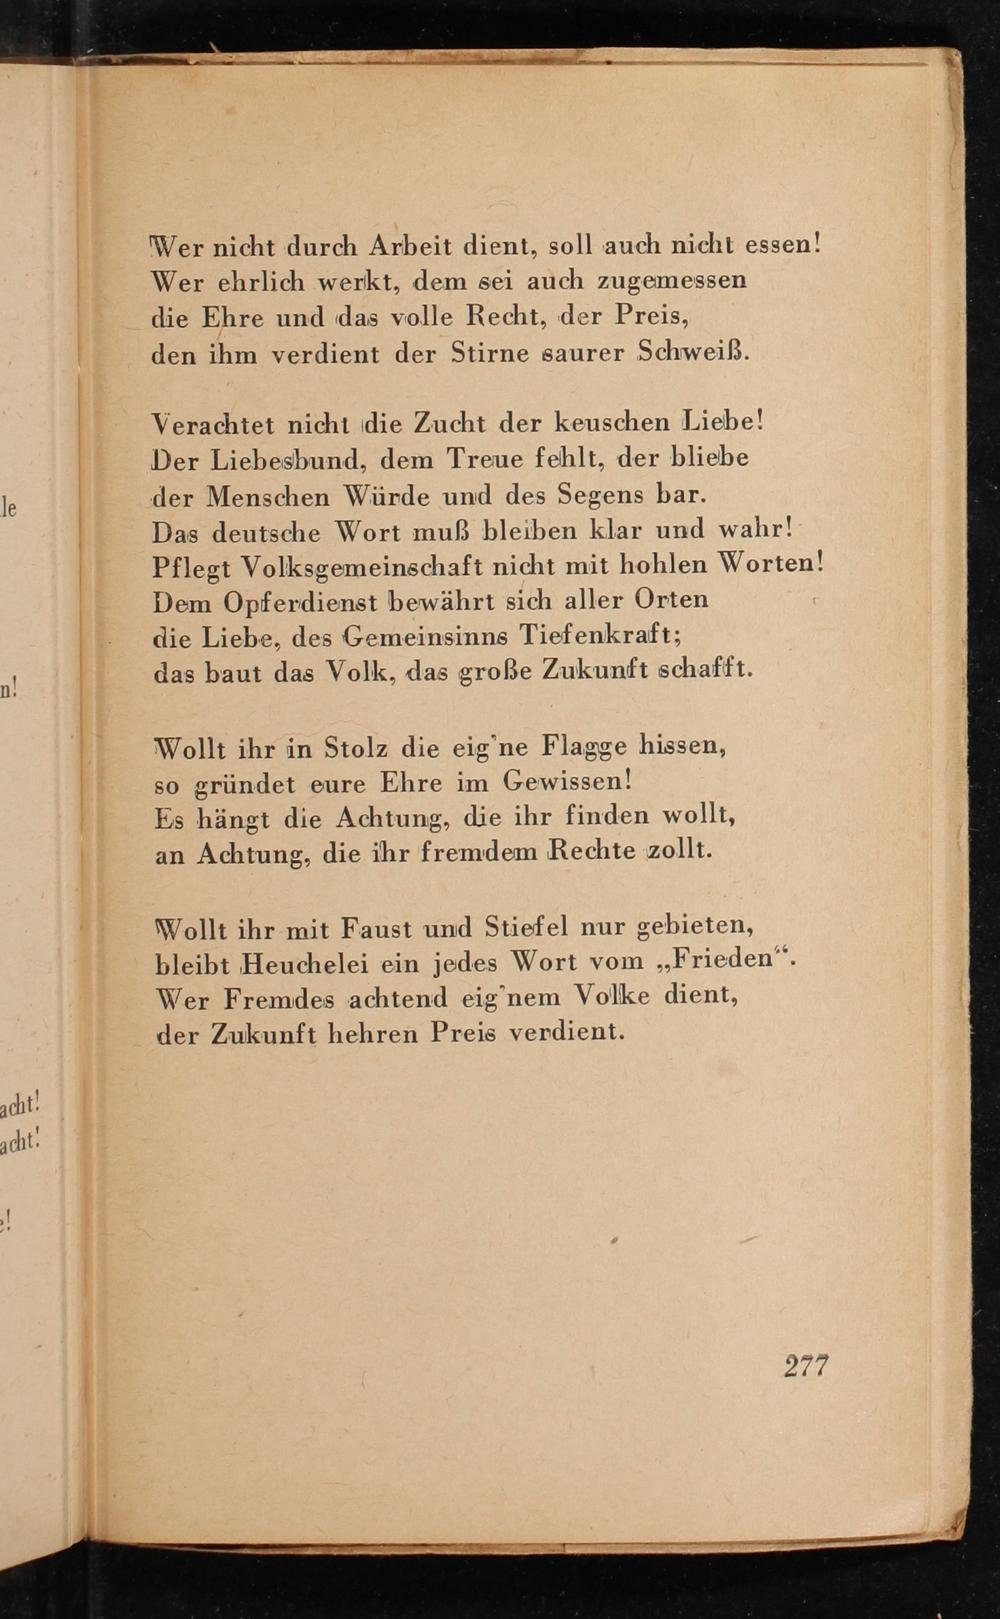 Wer nicht durch Arbeit dient, soll auch nicht essen!
Wer ehrlich werkt, dem sei auch zugemessen
die Ehre und das volle Recht, der Preis,
den ihm verdient der Stirne saurer Schweiß.
Verachtet nicht die Zucht der keuschen Liebe!
Der Liebesbund, dem Treue fehlt, der bliebe
der Menschen Würde und des Segens bar.
Das deutsche Wort muß bleiben klar und wahr!
Pflegt Volksgemeinschaft nicht mit hohlen Worten!
Dem Opferdienst bewährt sich aller Orten
die Liebe, des Gemeinsinns Tiefenkraft;
das baut das Volk, das große Zukunft schafft.
Wollt ihr in Stolz die eig'ne Flagge hissen,
so gründet eure Ehre im Gewissen!
Es hängt die Achtung, die ihr finden wollt,
an Achtung, die ihr fremdem Rechte zollt.
Wollt ihr mit Faust und Stiefel nur gebieten,
bleibt Heuchelei ein jedes Wort vom „Frieden“.
Wer Fremdes achtend eig'nem Volke dient,
der Zukunft hehren Preis verdient.
277
le
n!
acht!
acht!
e!